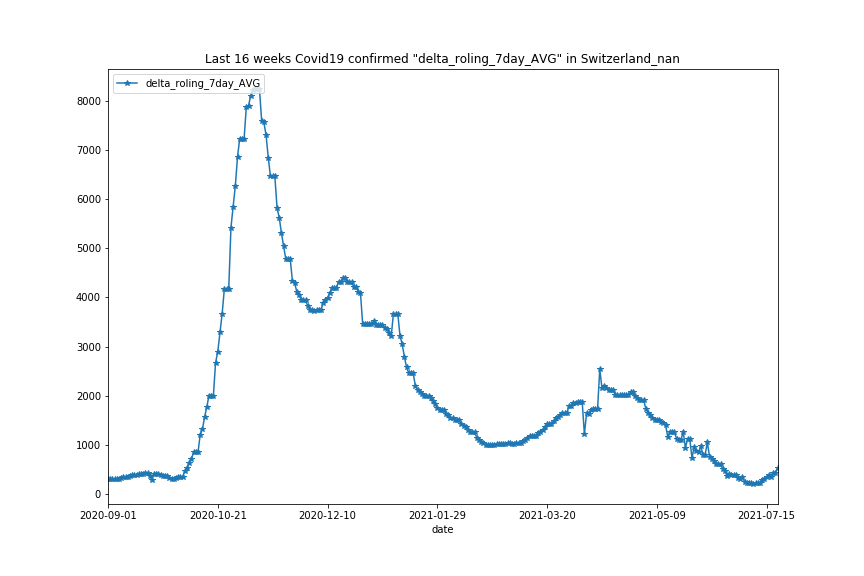 Last 16 weeks Covid19 confirmed "delta_roling_7day_AVG" in Switzerland_nan
delta_roling_7day_AVG
8000
7000
6000
5000
4000
3000
2000
1000
0
2020-09-01 2020-10-21 2020-12-10 2021-01-29 2021-03-20 2021-05-09 2021-07-15
date